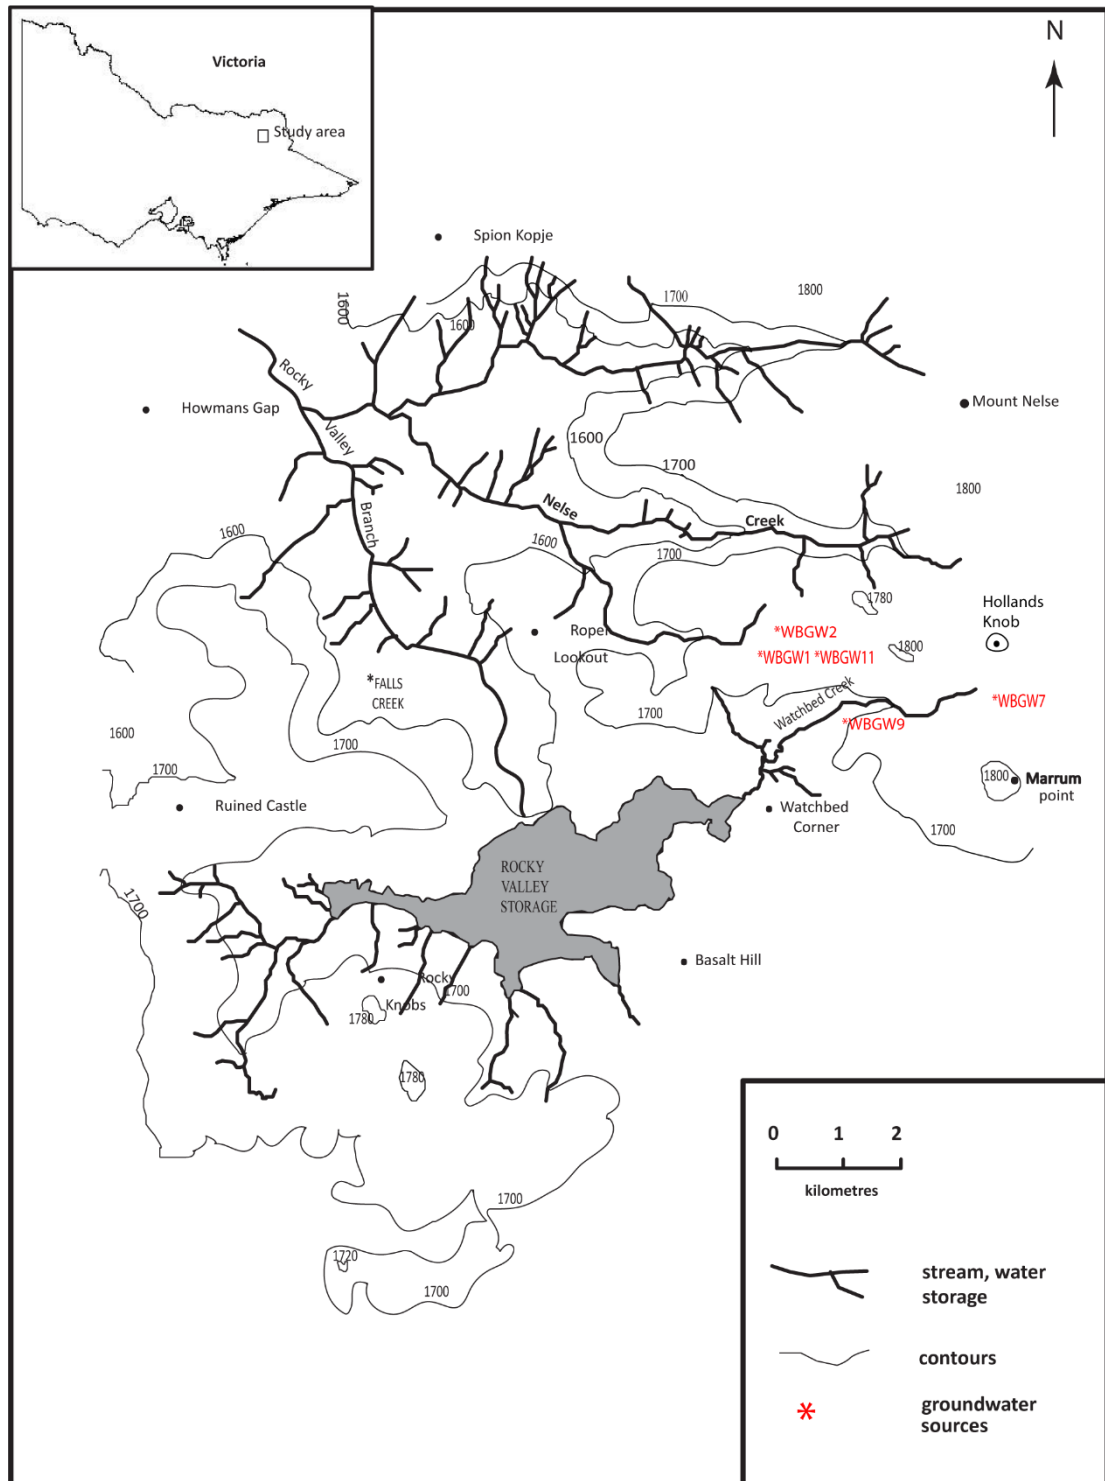 Victoria
Study area
N
Spion Kopje
1600
1600
1700
1800
Rocky
Howmans Gap
Valley
Mount Nelse
1600
1700
1800
Nelse
Creek
Branch
1600
1600
1700
1780
Hollands
Knob
Roper
Lookout
*WBGW2
*WBGW1 *WBGW11
1800
*FALLS
CREEK
Watchbed Creek
*WBGW7
1700
*WBGW9
1600
1700
1700
1800
Marrum
point
Ruined Castle
Watchbed
Corner
1700
ROCKY
VALLEY
STORAGE
1700
Basalt Hill
Rocky
Knobs
1700
1780
1780
1700
1720
1700
0 1 2
kilometres
stream, water
storage
contours
* groundwater
sources